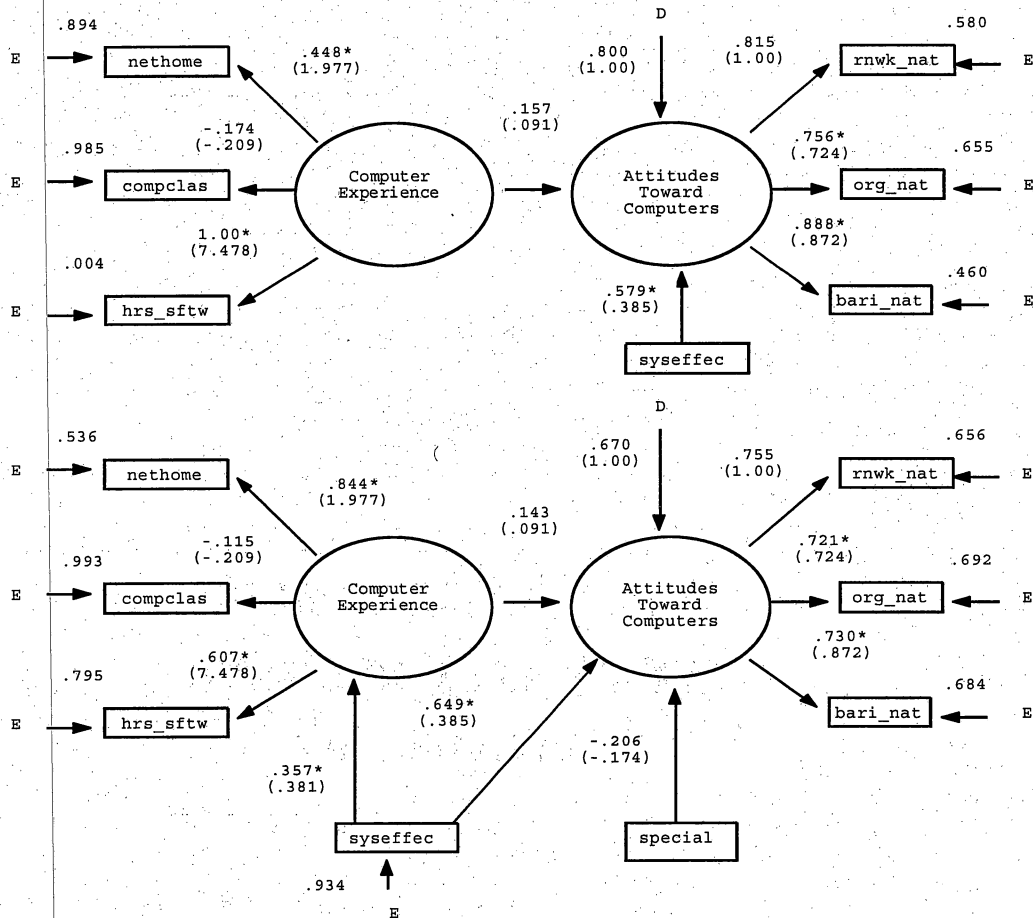 D
.894
.580
E
nethome
.448*
(1.977)
.800
(1.00)
.815
(1.00)
rnwk_nat
E
.157
(.091)
-.174
(-.209)
.985
.756*
(.724)
.655
E
compclas
Computer
Experience
Attitudes
Toward
Computers
org_nat
E
1.00*
(7.478)
.888*
(.872)
.004
.579*
(.385)
.460
E
hrs_sftw
bari_nat
E
syseffec
D
.536
.670
(1.00)
.755
(1.00)
.656
E
nethome
.844*
(1.977)
rnwk_nat
E
.143
(.091)
-.115
(-.209)
.993
.721*
(.724)
.692
E
compclas
Computer
Experience
Attitudes
Toward
Computers
org_nat
E
.607*
(7.478)
.730*
(.872)
.795
.649*
(.385)
.684
E
hrs_sftw
bari_nat
E
-.206
(-.174)
.357*
(.381)
syseffec
special
.934
E